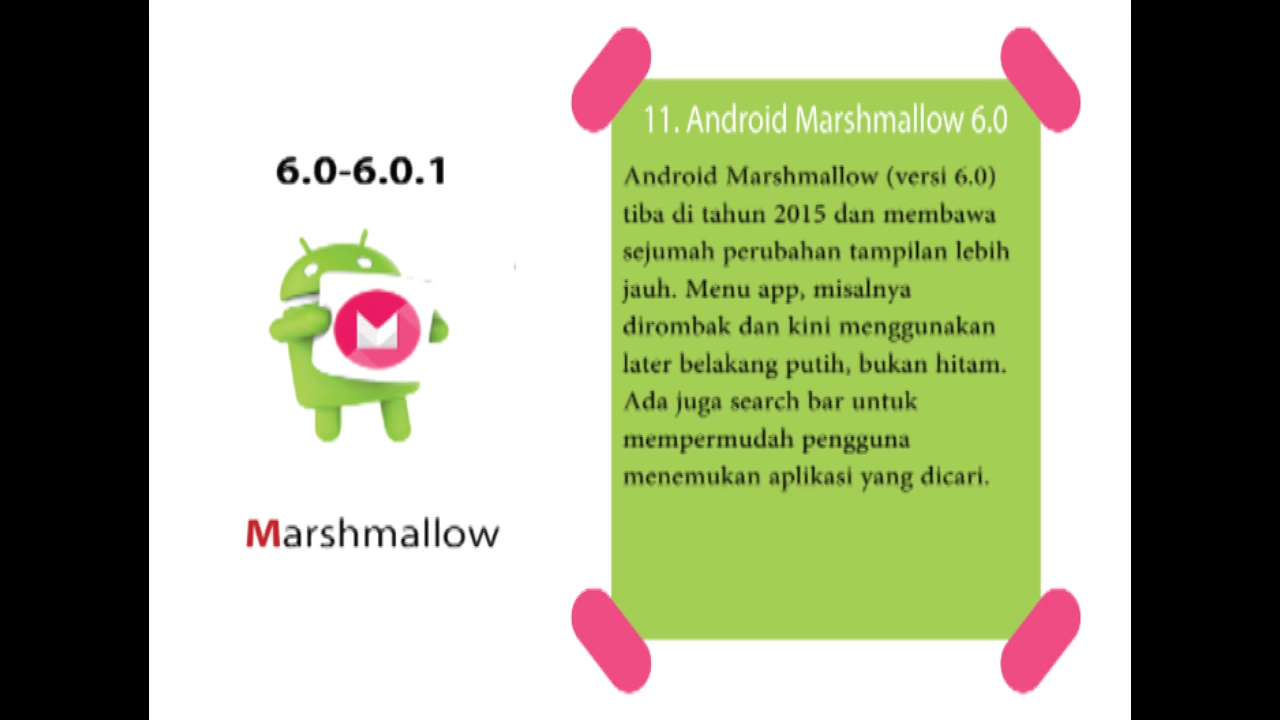 6.0-6.0.1
Marshmallow
11. Android Marshmallow 6.0
Android Marshmallow (versi 6.0)
tiba di tahun 2015 dan membawa
sejumah perubahan tampilan lebih
jauh. Menu app, misalnya
dirombak dan kini menggunakan
later belakang putih, bukan hitam.
Ada juga search bar untuk
mempermudah pengguna
menemukan aplikasi yang dicari.